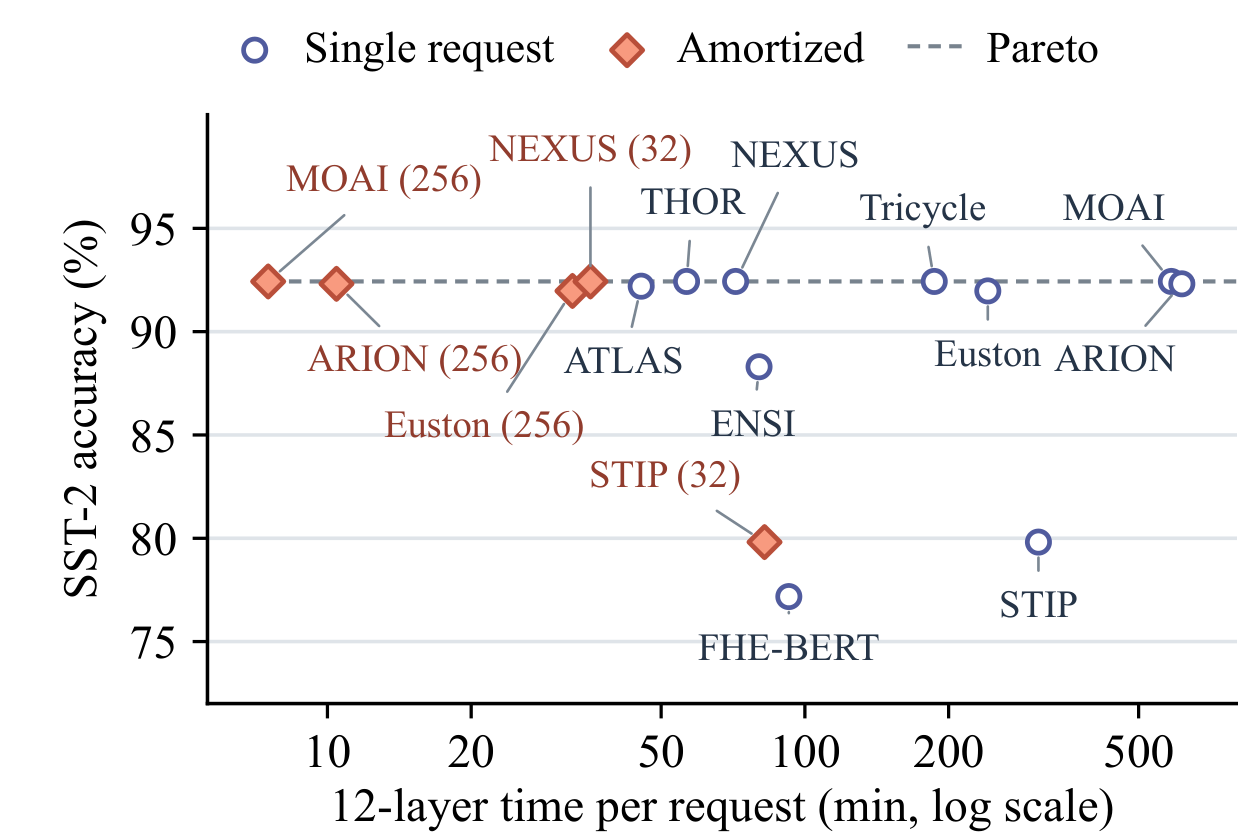 Single request Amortized Pareto
NEXUS (32) NEXUS
MOAI (256)
THOR Tricycle MOAI
95
90
ARION (256) ATLAS Euston ARION
Euston (256) ENSI
85
STIP (32)
80
STIP
75
FHE-BERT
SST-2 accuracy (%)
10 20 50 100 200 500
12-layer time per request (min, log scale)